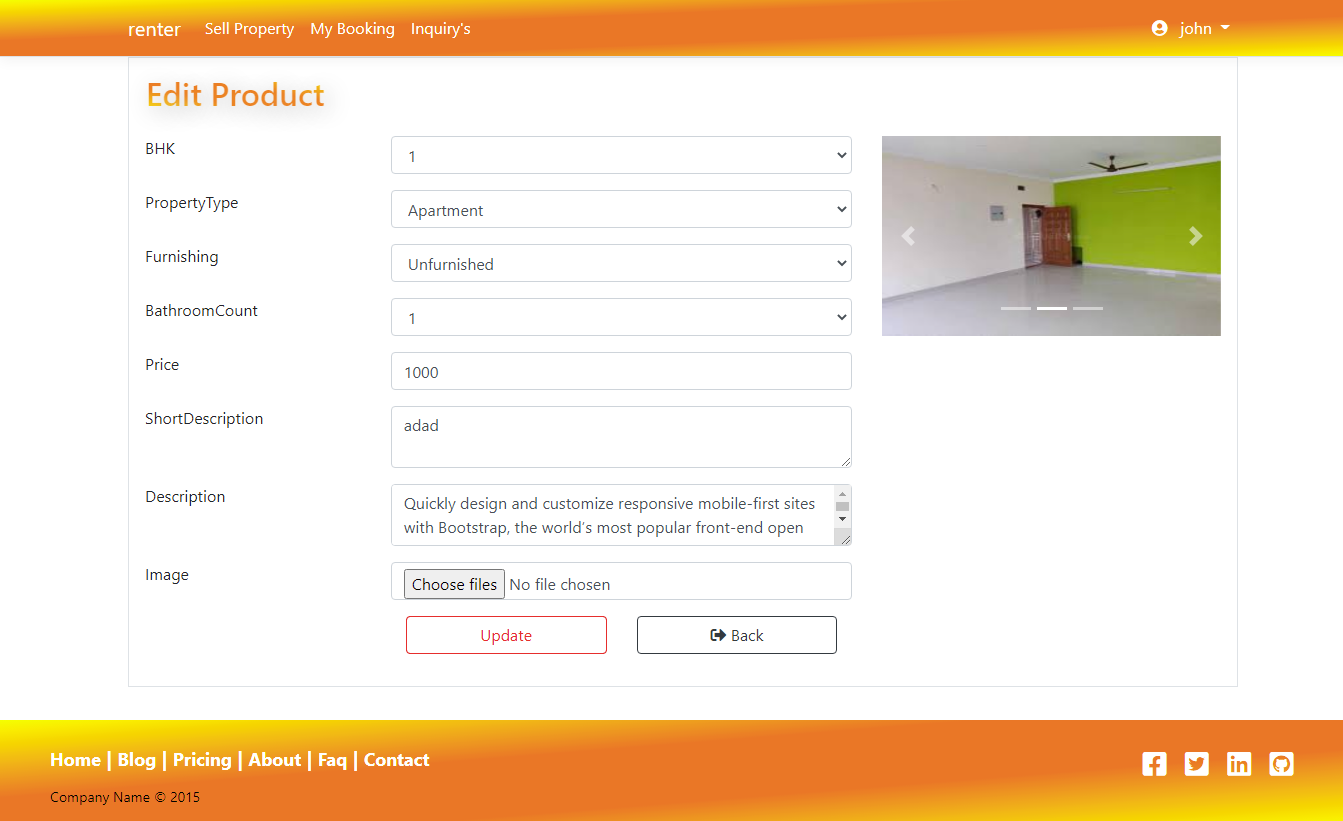 renter Sell Property My Booking Inquiry's john
Edit Product
BHK 1
PropertyType Apartment
Furnishing Unfurnished
BathroomCount 1
Price 1000
ShortDescription adad
Description Quickly design and customize responsive mobile-first sites
with Bootstrap, the world's most popular front-end open
Image Choose files No file chosen
Update Back
Home | Blog | Pricing | About | Faq | Contact
Company Name © 2015